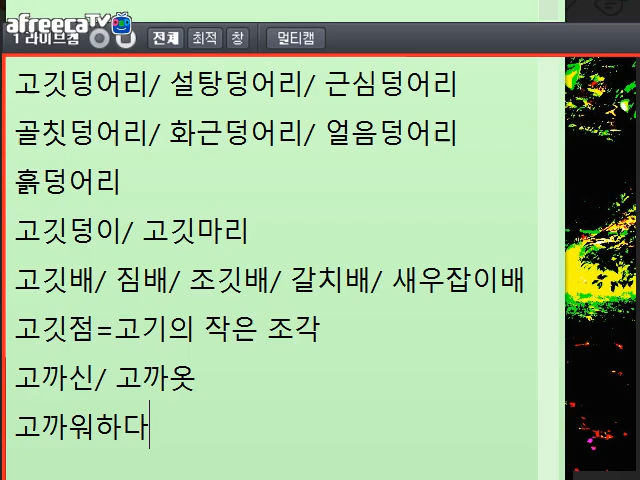 afreecaTV
1 라이브캠 전체 최적 창 멀티캠
고깃덩어리/ 설탕덩어리/ 근심덩어리
골칫덩어리/ 화근덩어리/ 얼음덩어리
흙덩어리
고깃덩이/ 고깃마리
고깃배/ 짐배/ 조깃배/ 갈치배/ 새우잡이배
고깃점=고기의 작은 조각
고까신/ 고까옷
고까워하다